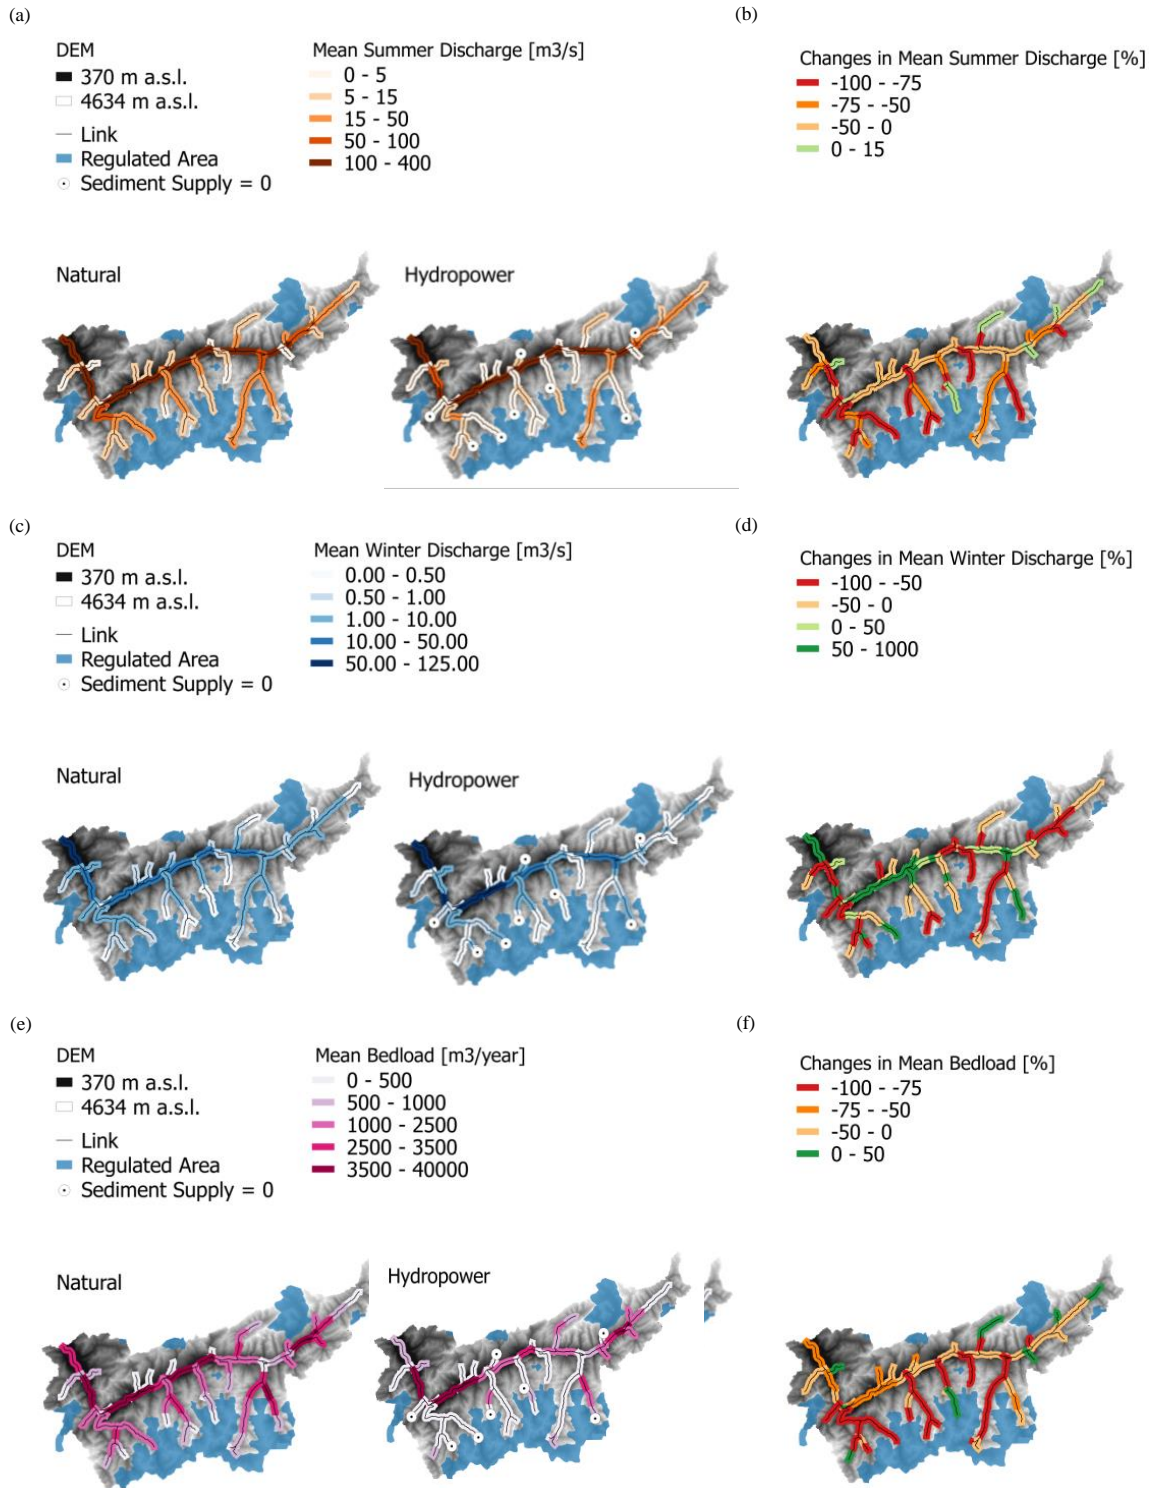 (a)
DEM
370 m a.s.l.
4634 m a.s.l.
Link
Regulated Area
Sediment Supply = 0
Mean Summer Discharge [m3/s]
0 - 5
5 - 15
15 - 50
50 - 100
100 - 400
Natural
Hydropower
(b)
Changes in Mean Summer Discharge [%]
-100 - -75
-75 - -50
-50 - 0
0 - 15
(c)
DEM
370 m a.s.l.
4634 m a.s.l.
Link
Regulated Area
Sediment Supply = 0
Mean Winter Discharge [m3/s]
0.00 - 0.50
0.50 - 1.00
1.00 - 10.00
10.00 - 50.00
50.00 - 125.00
Natural
Hydropower
(d)
Changes in Mean Winter Discharge [%]
-100 - -50
-50 - 0
0 - 50
50 - 1000
(e)
DEM
370 m a.s.l.
4634 m a.s.l.
Link
Regulated Area
Sediment Supply = 0
Mean Bedload [m3/year]
0 - 500
500 - 1000
1000 - 2500
2500 - 3500
3500 - 40000
Natural
Hydropower
(f)
Changes in Mean Bedload [%]
-100 - -75
-75 - -50
-50 - 0
0 - 50